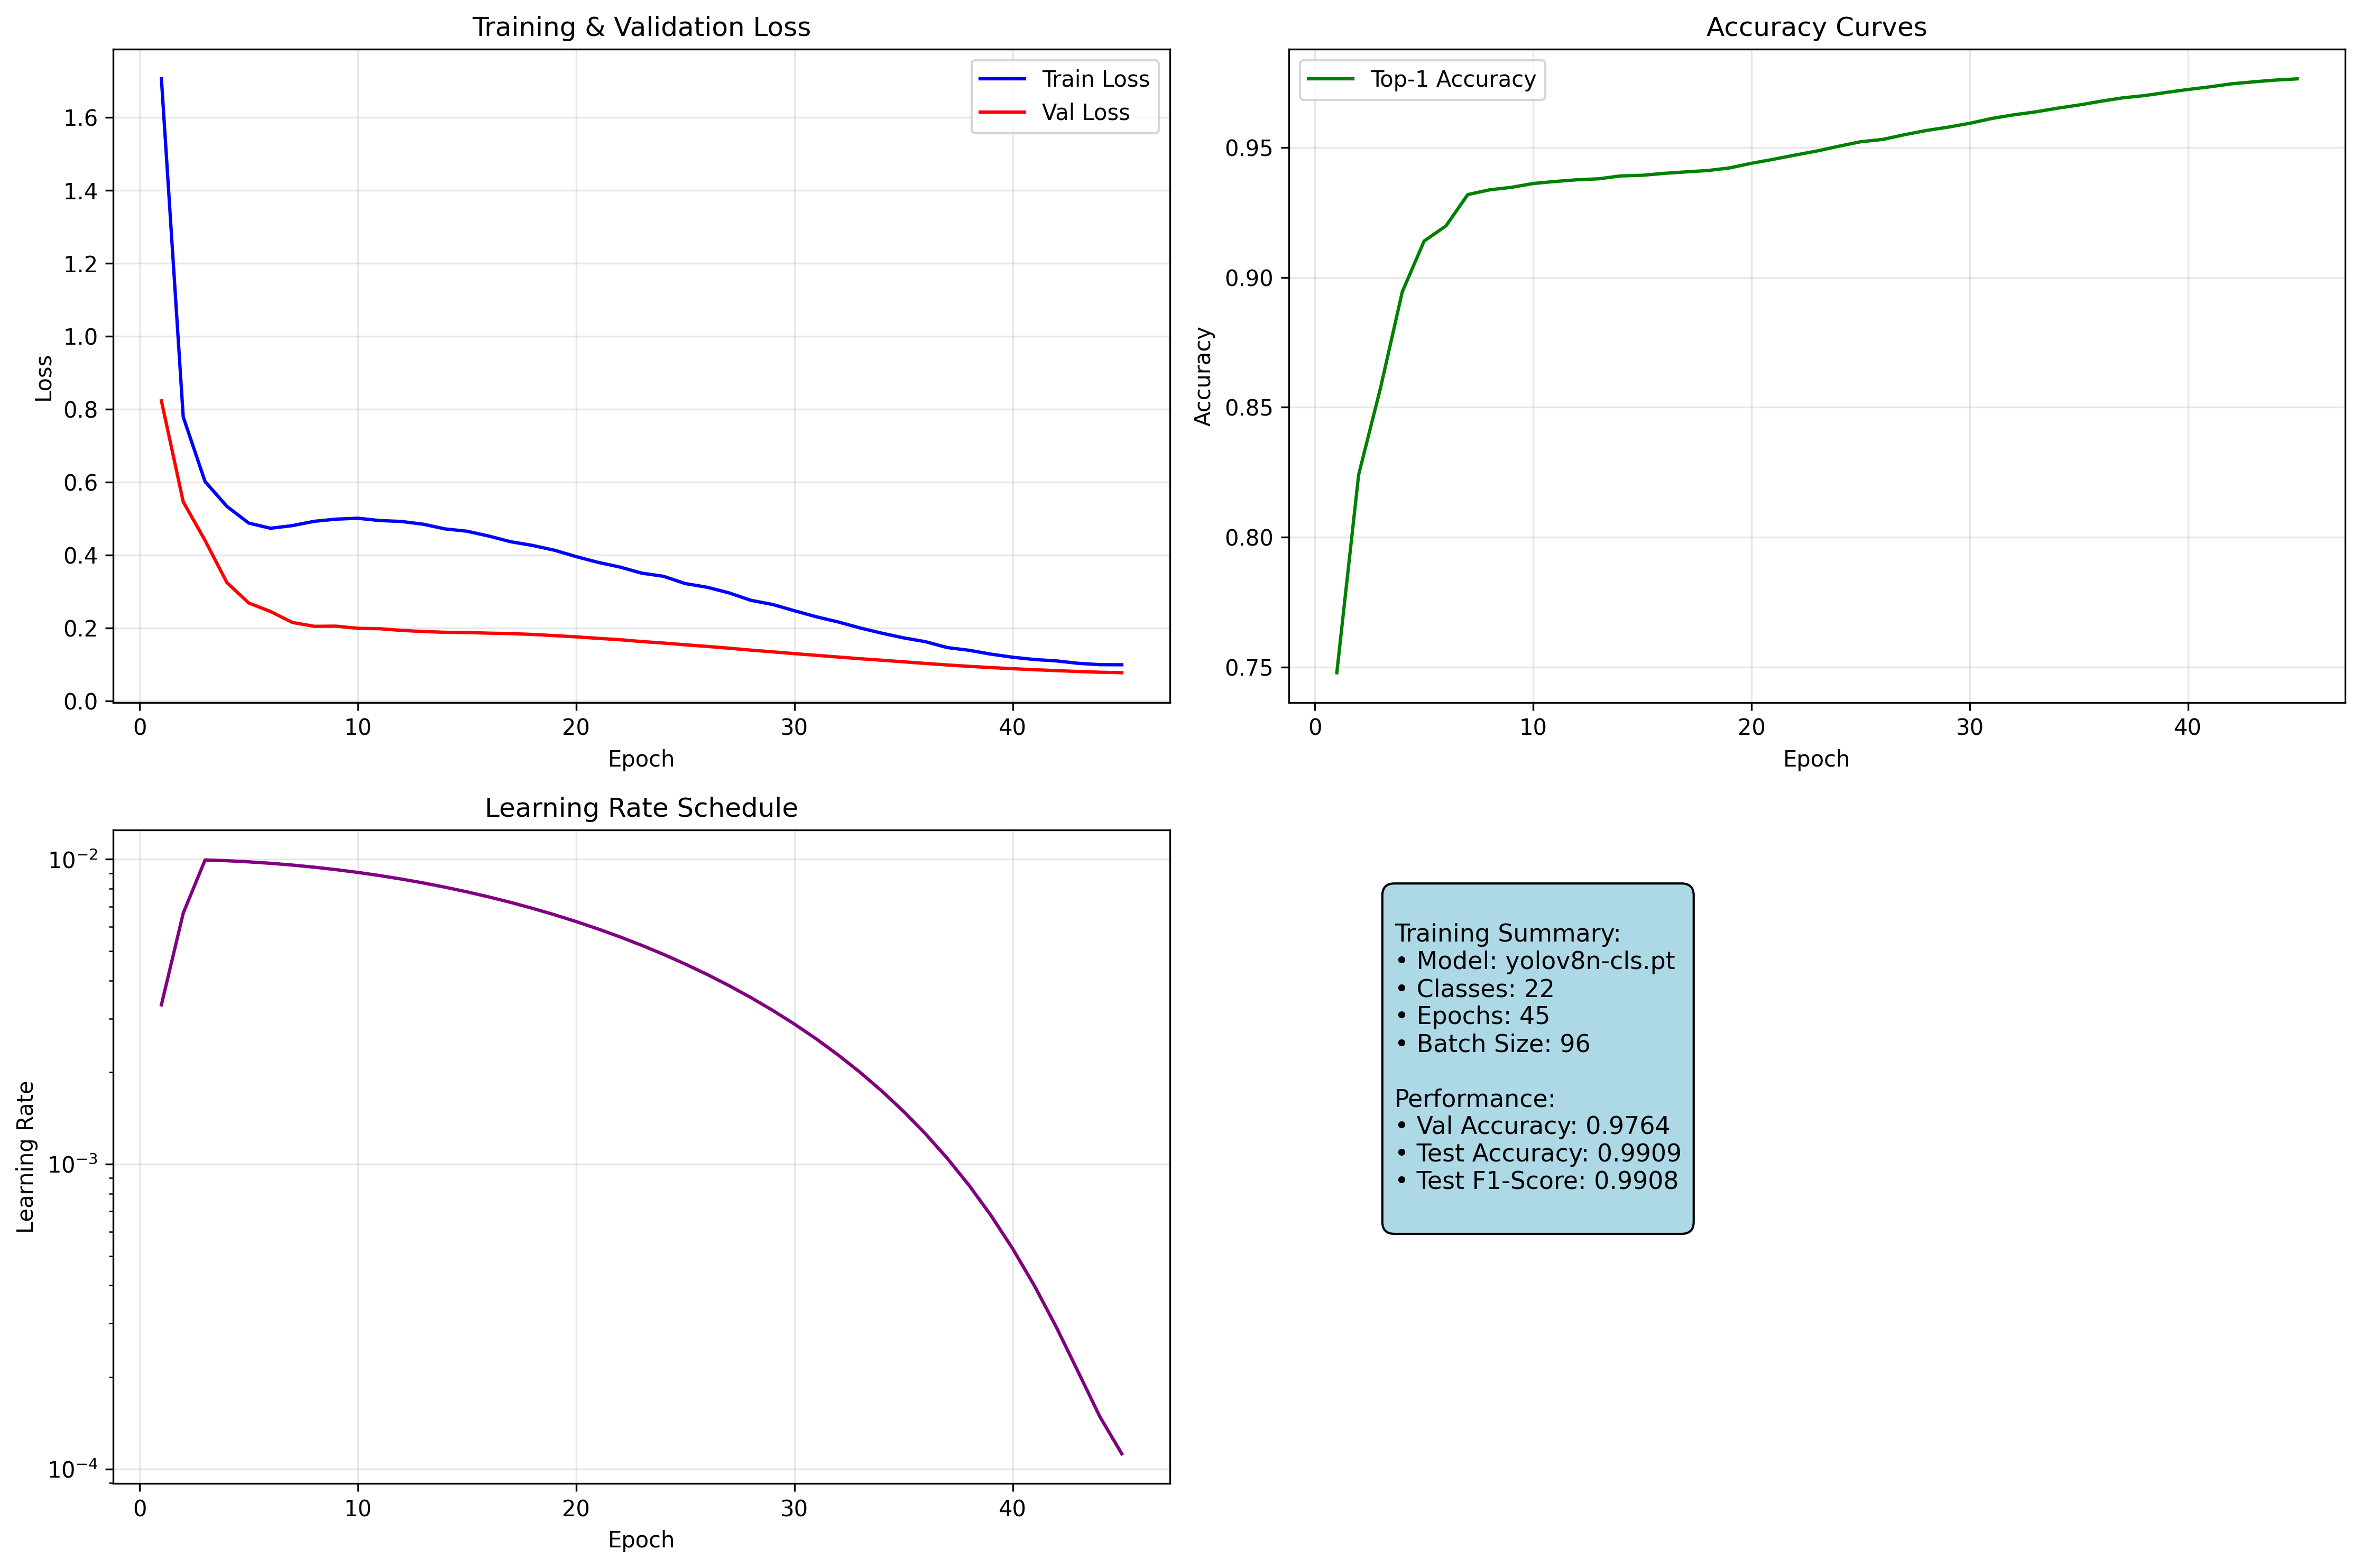 Training & Validation Loss
Train Loss
Val Loss
Loss
1.6
1.4
1.2
1.0
0.8
0.6
0.4
0.2
0.0
0 10 20 30 40
Epoch
Accuracy Curves
Top-1 Accuracy
Accuracy
0.95
0.90
0.85
0.80
0.75
0 10 20 30 40
Epoch
Learning Rate Schedule
Learning Rate
10⁻²
10⁻³
10⁻⁴
0 10 20 30 40
Epoch
Training Summary:
• Model: yolov8n-cls.pt
• Classes: 22
• Epochs: 45
• Batch Size: 96
Performance:
• Val Accuracy: 0.9764
• Test Accuracy: 0.9909
• Test F1-Score: 0.9908